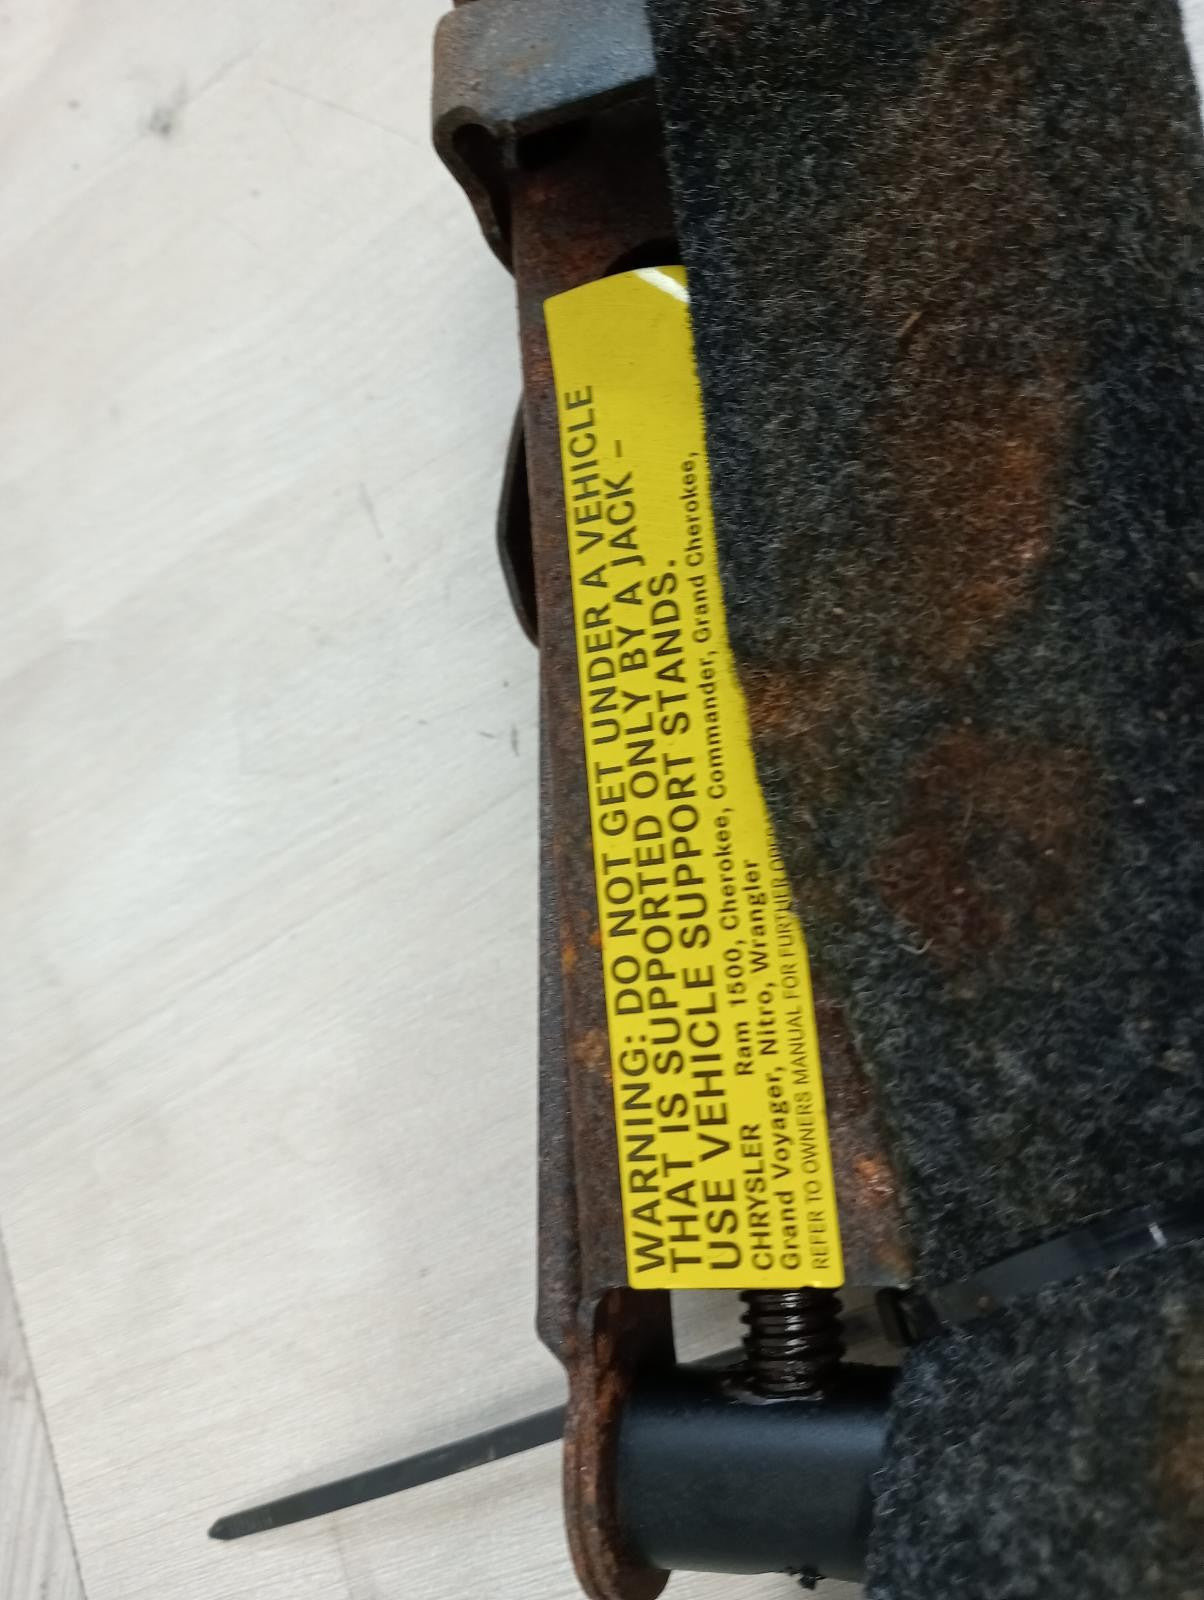 WARNING: DO NOT GET UNDER A VEHICLE
THAT IS SUPPORTED ONLY BY A JACK –
USE VEHICLE SUPPORT STANDS.
CHRYSLER Ram 1500, Cherokee, Commander, Grand Cherokee,
Grand Voyager, Nitro, Wrangler
REFER TO OWNERS MANUAL FOR FURTHER